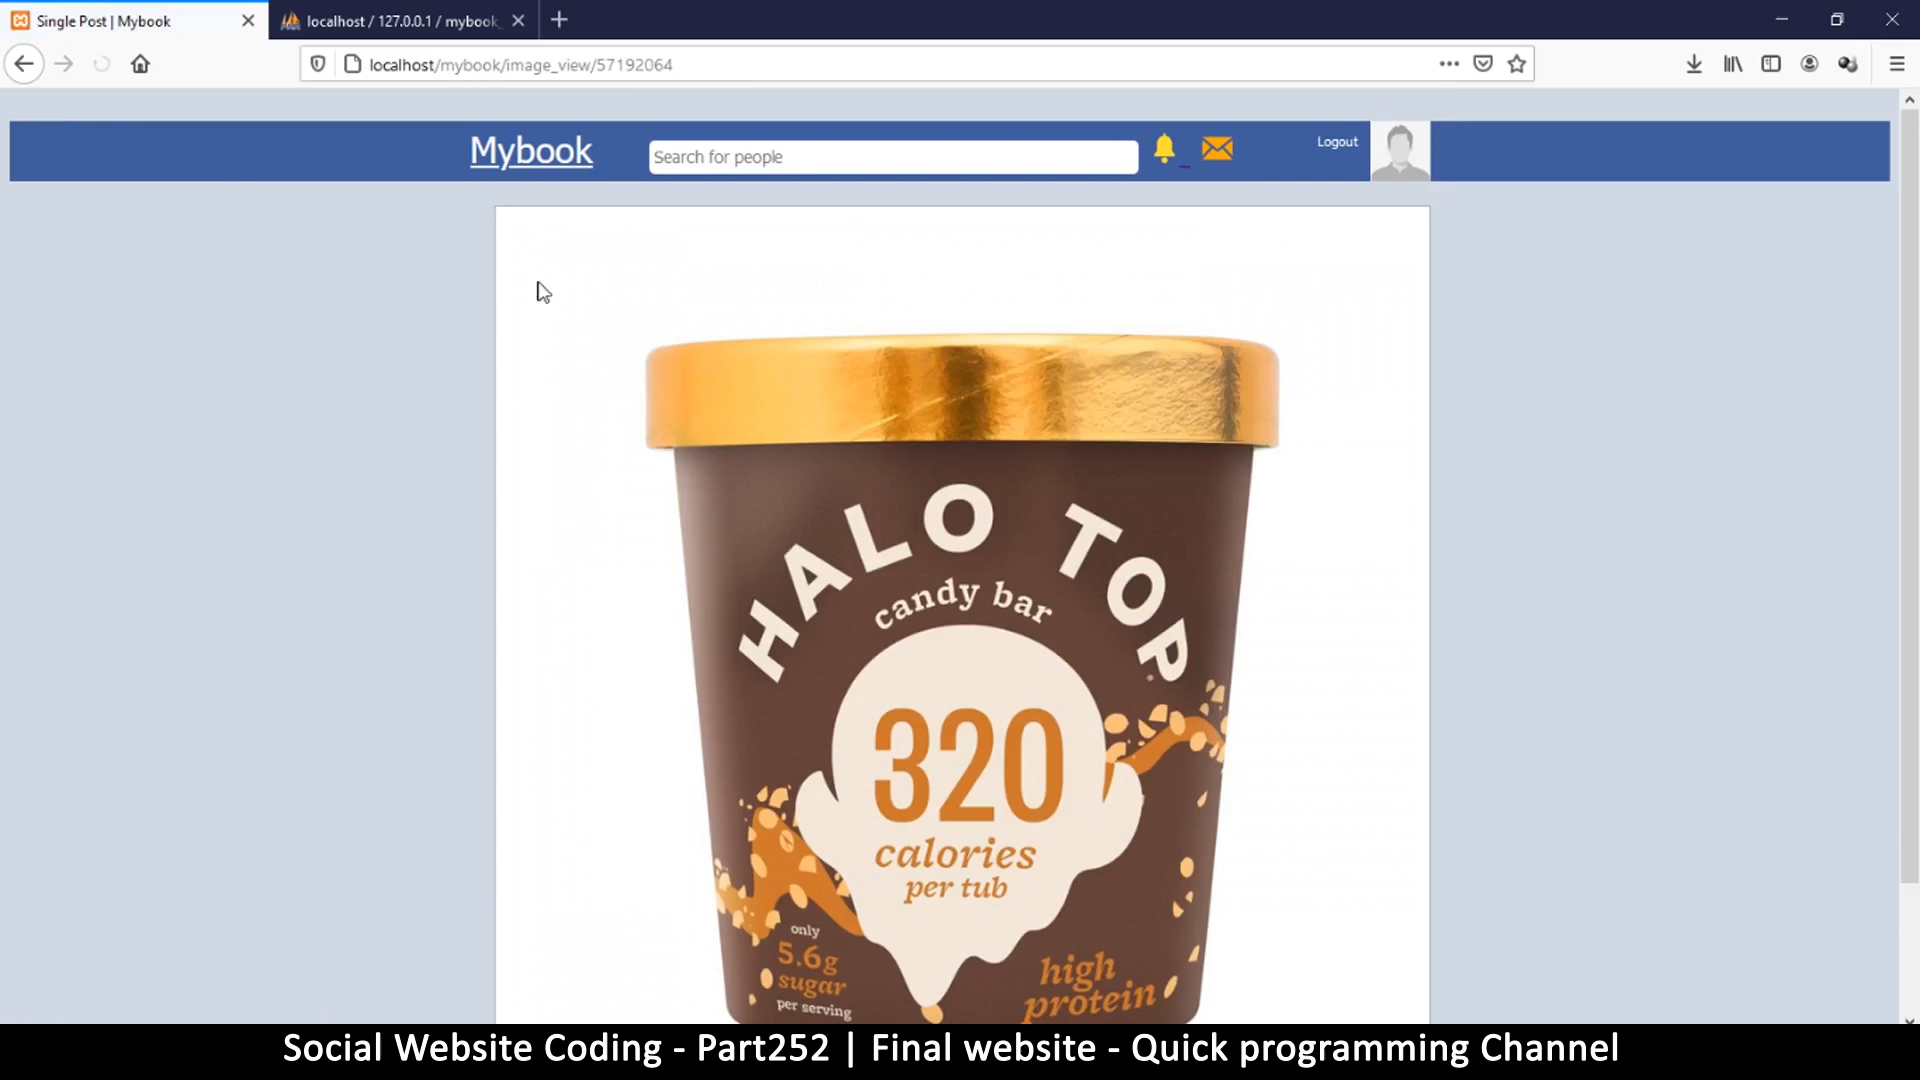 Single Post | Mybook
localhost / 127.0.0.1 / mybook
localhost/mybook/image_view/57192064
Mybook
Search for people
Logout
HALO TOP
candy bar
320
calories
per tub
only
5.6g
sugar
per serving
high
protein
Social Website Coding - Part252 | Final website - Quick programming Channel